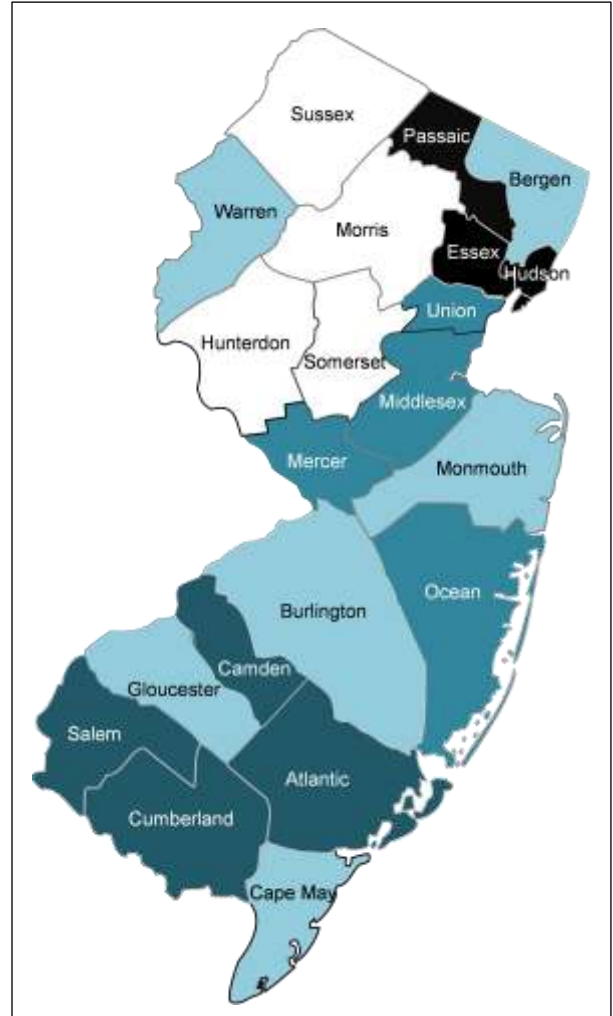 Sussex
Passaic
Bergen
Warren
Morris
Essex
Hudson
Union
Hunterdon
Somerset
Middlesex
Mercer
Monmouth
Ocean
Burlington
Camden
Gloucester
Salem
Atlantic
Cumberland
Cape May